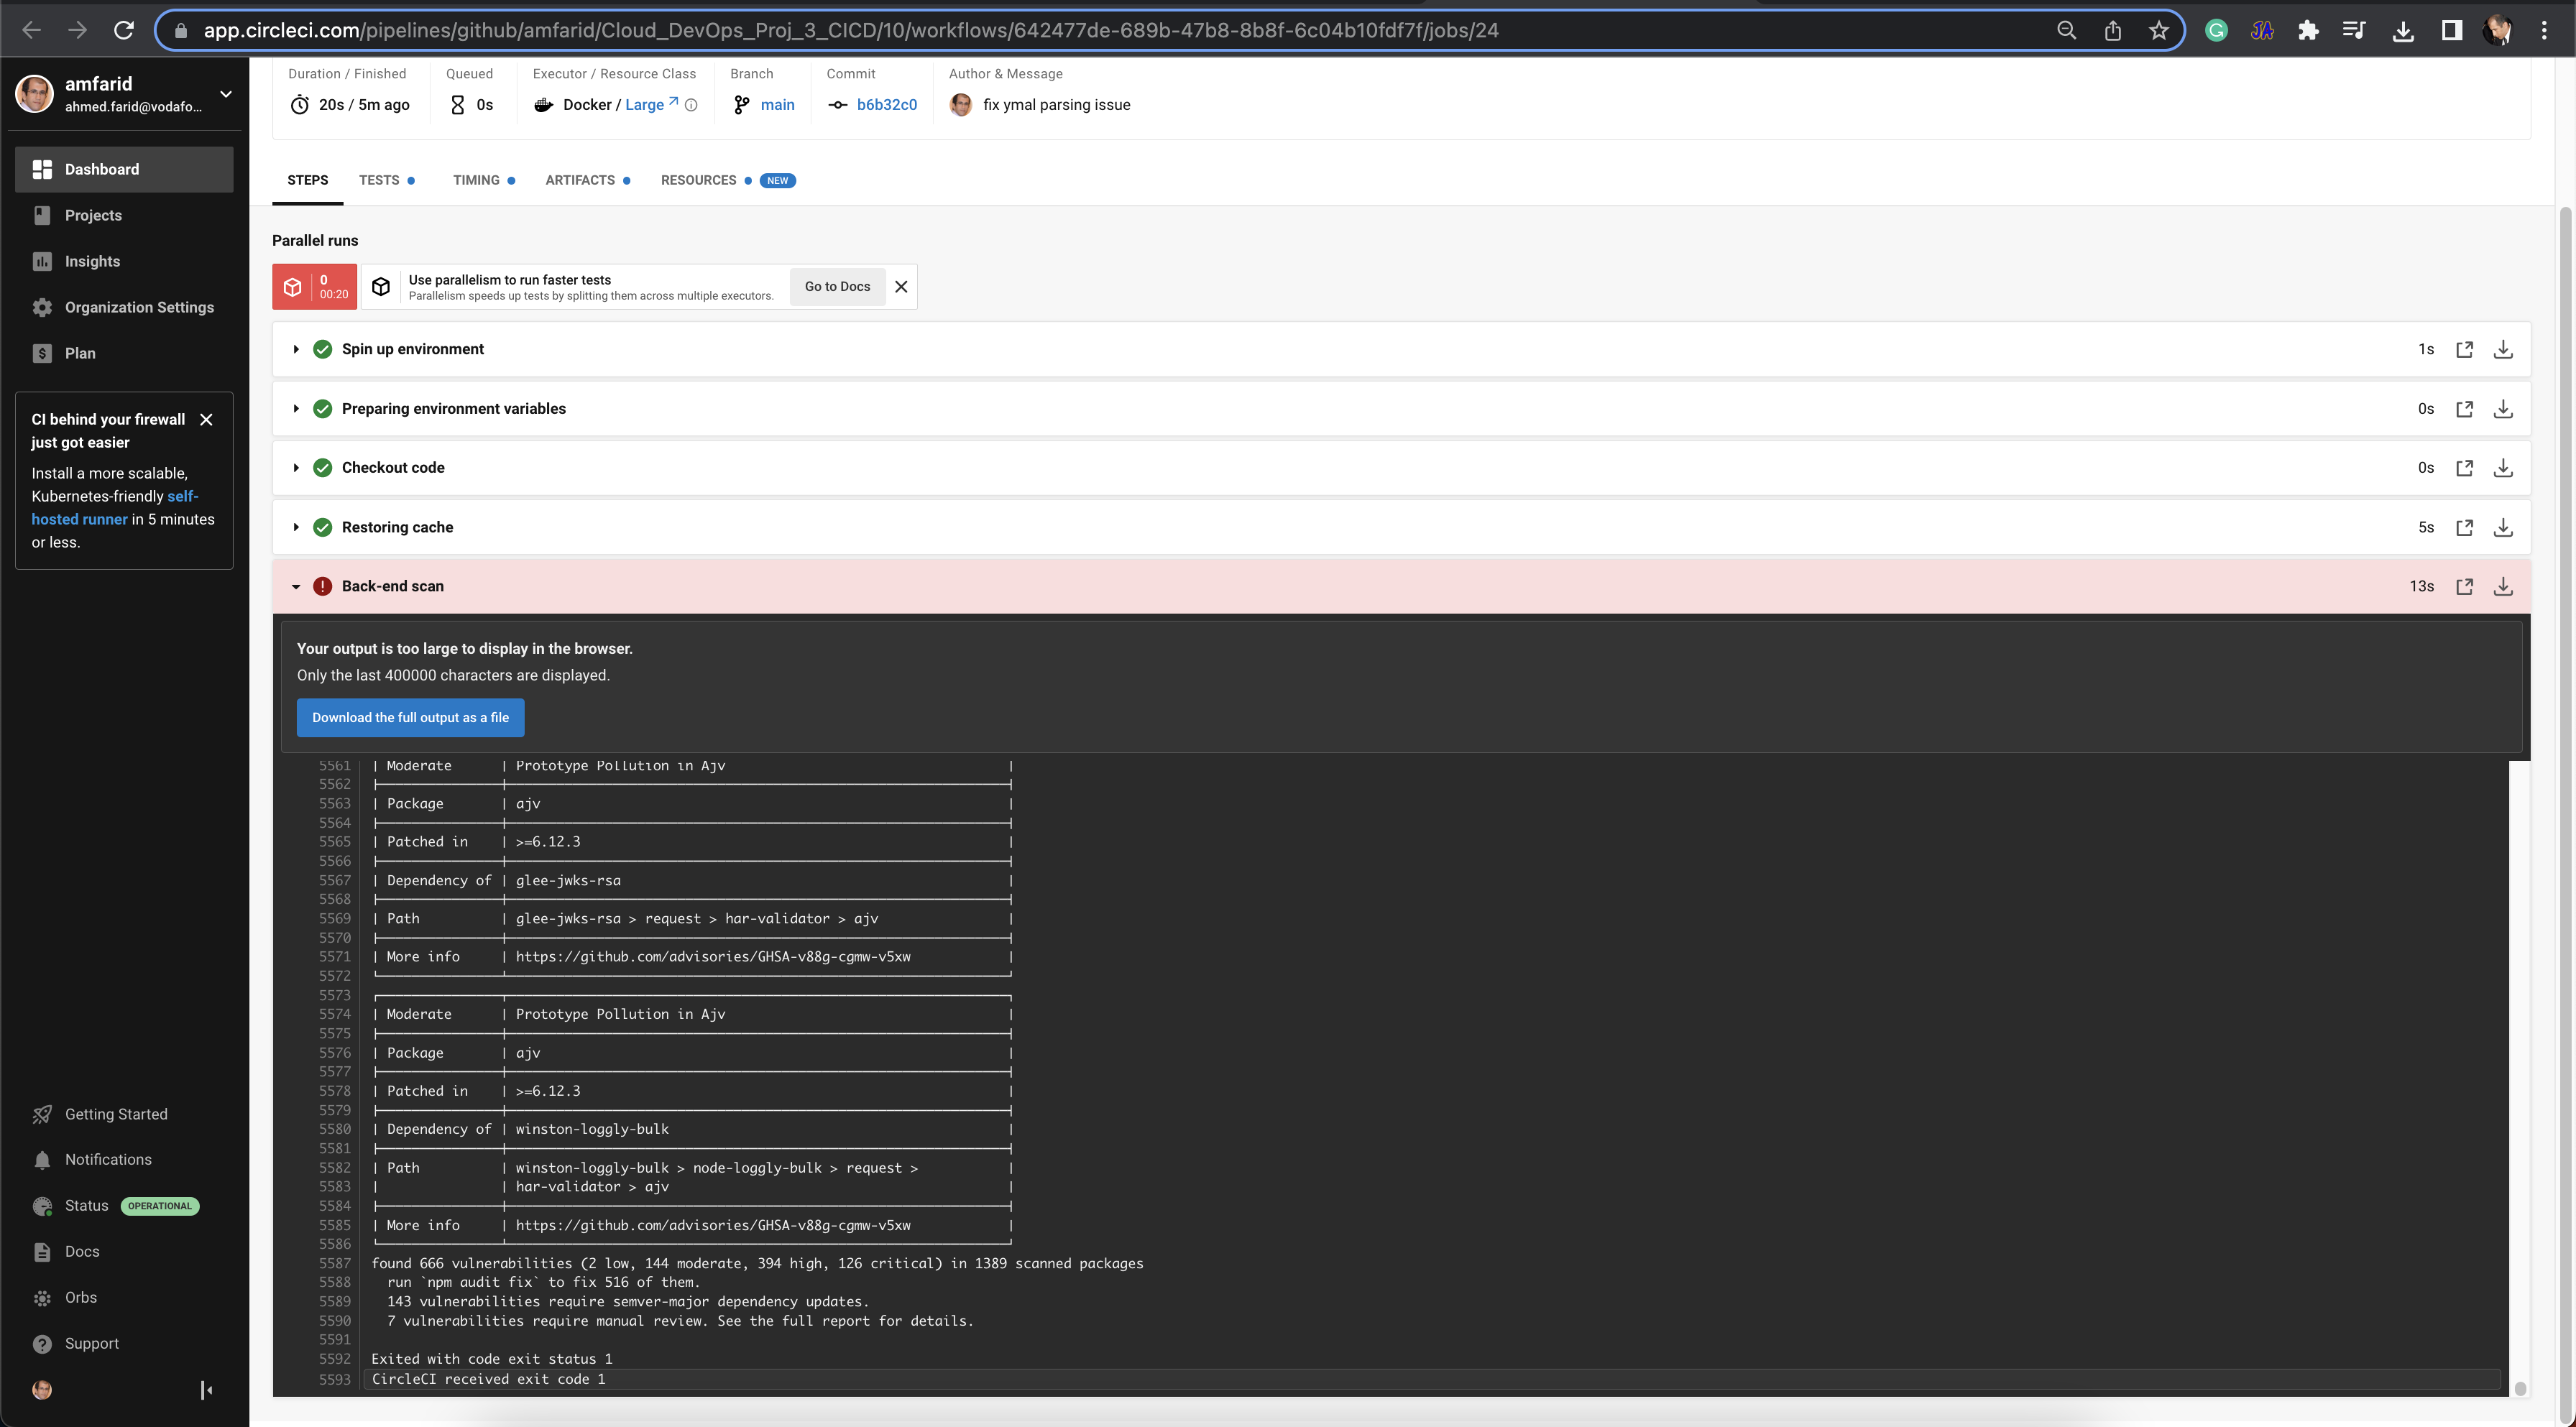 app.circleci.com/pipelines/github/amfarid/Cloud_DevOps_Proj_3_CICD/10/workflows/642477de-689b-47b8-8b8f-6c04b10fdf7f/jobs/24
amfarid
ahmed.farid@vodafo...
Dashboard
Projects
Insights
Organization Settings
Plan
CI behind your firewall
just got easier
Install a more scalable,
Kubernetes-friendly self-
hosted runner in 5 minutes
or less.
Getting Started
Notifications
Status OPERATIONAL
Docs
Orbs
Support
Duration / Finished Queued Executor / Resource Class Branch Commit Author & Message
20s / 5m ago 0s Docker / Large main b6b32c0 fix ymal parsing issue
STEPS TESTS TIMING ARTIFACTS RESOURCES NEW
Parallel runs
0
00:20
Use parallelism to run faster tests
Parallelism speeds up tests by splitting them across multiple executors.
Go to Docs
Spin up environment 1s
Preparing environment variables 0s
Checkout code 0s
Restoring cache 5s
Back-end scan 13s
Your output is too large to display in the browser.
Only the last 400000 characters are displayed.
Download the full output as a file
5561 | Moderate | Prototype Pollution in Ajv |
5562
5563 | Package | ajv |
5564
5565 | Patched in | >=6.12.3 |
5566
5567 | Dependency of | glee-jwks-rsa |
5568
5569 | Path | glee-jwks-rsa > request > har-validator > ajv |
5570
5571 | More info | https://github.com/advisories/GHSA-v88g-cgmw-v5xw |
5572
5573
5574 | Moderate | Prototype Pollution in Ajv |
5575
5576 | Package | ajv |
5577
5578 | Patched in | >=6.12.3 |
5579
5580 | Dependency of | winston-loggly-bulk |
5581
5582 | Path | winston-loggly-bulk > node-loggly-bulk > request > |
5583 | | har-validator > ajv |
5584
5585 | More info | https://github.com/advisories/GHSA-v88g-cgmw-v5xw |
5586
5587 found 666 vulnerabilities (2 low, 144 moderate, 394 high, 126 critical) in 1389 scanned packages
5588 run `npm audit fix` to fix 516 of them.
5589 143 vulnerabilities require semver-major dependency updates.
5590 7 vulnerabilities require manual review. See the full report for details.
5591
5592 Exited with code exit status 1
5593 CircleCI received exit code 1